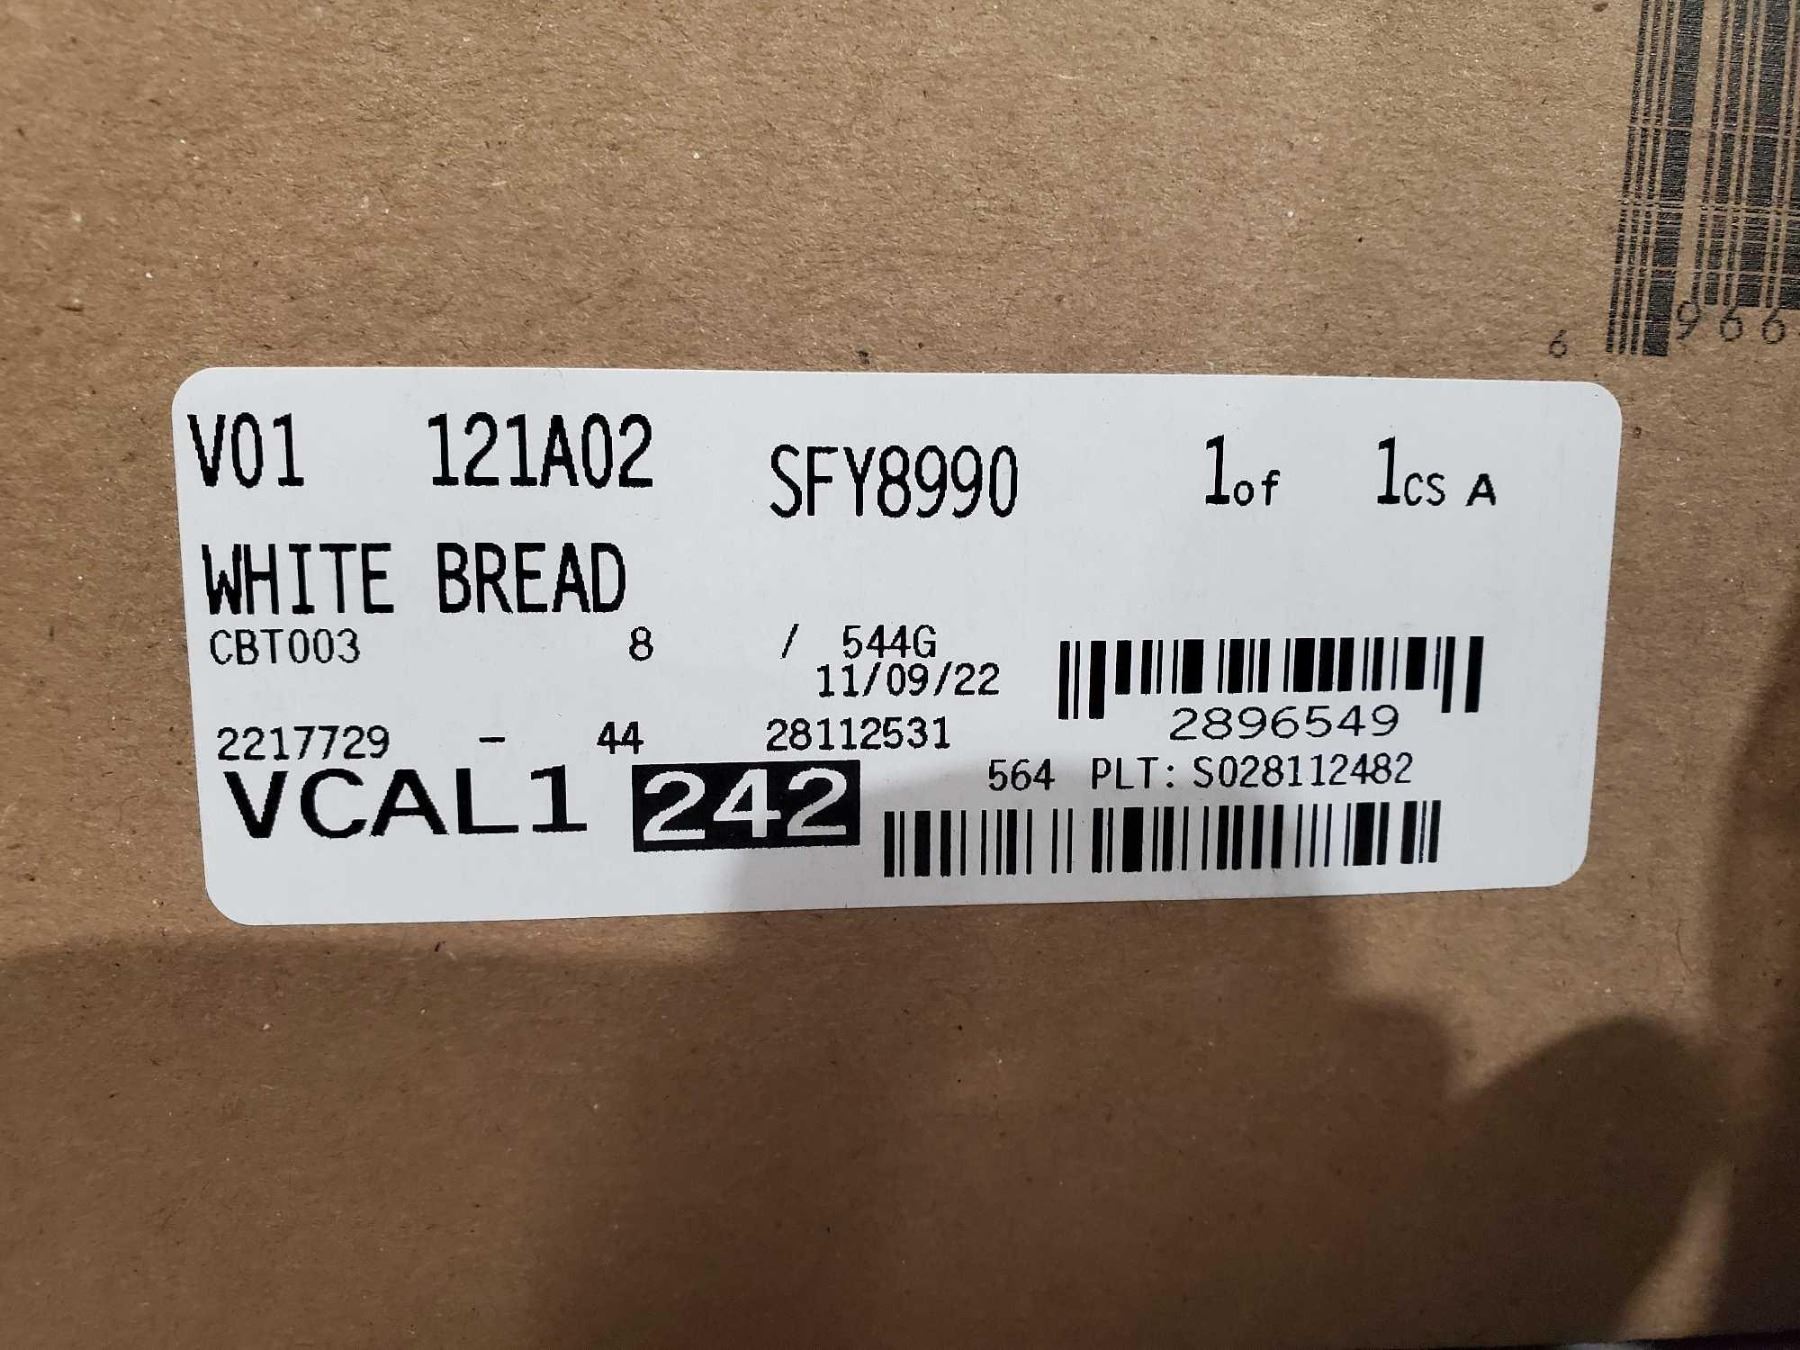 6 966
V01 121A02 SFY8990 1of 1CS A
WHITE BREAD
CBT003 8 / 544G
11/09/22
2896549
2217729 - 44 28112531
564 PLT: S028112482
VCAL1 242